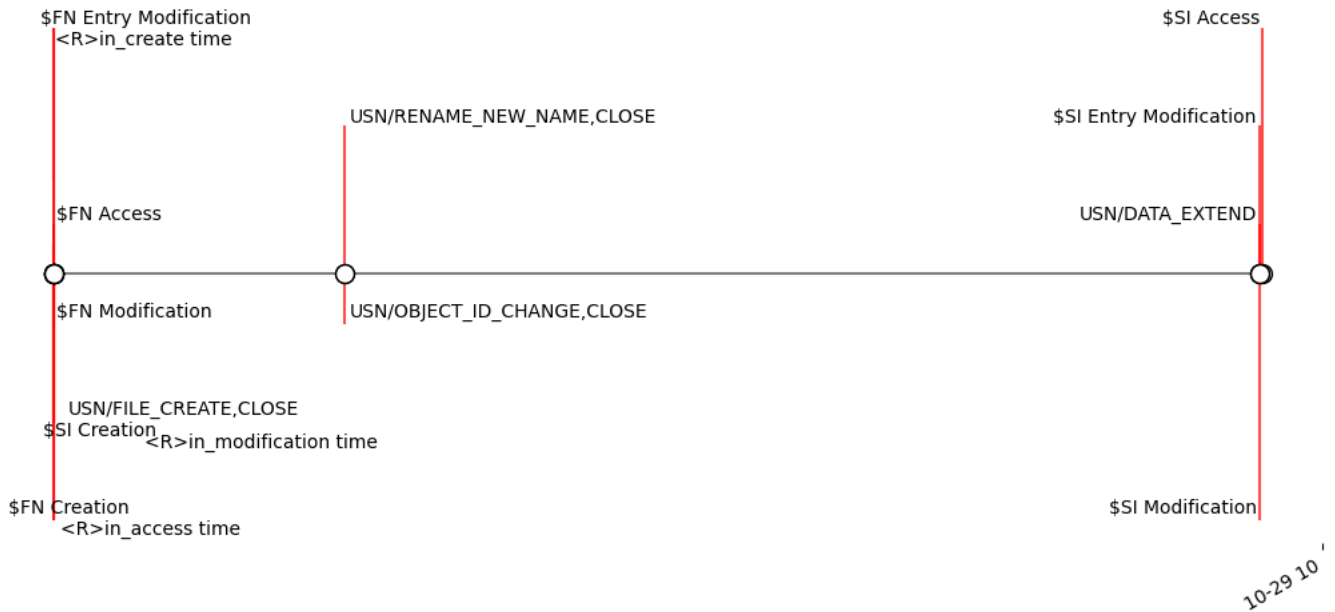 $FN Entry Modification
<R>in_create time
$SI Access
USN/RENAME_NEW_NAME,CLOSE
$SI Entry Modification
$FN Access
USN/DATA_EXTEND
$FN Modification
USN/OBJECT_ID_CHANGE,CLOSE
USN/FILE_CREATE,CLOSE
$SI Creation
<R>in_modification time
$FN Creation
<R>in_access time
$SI Modification
10-29 10